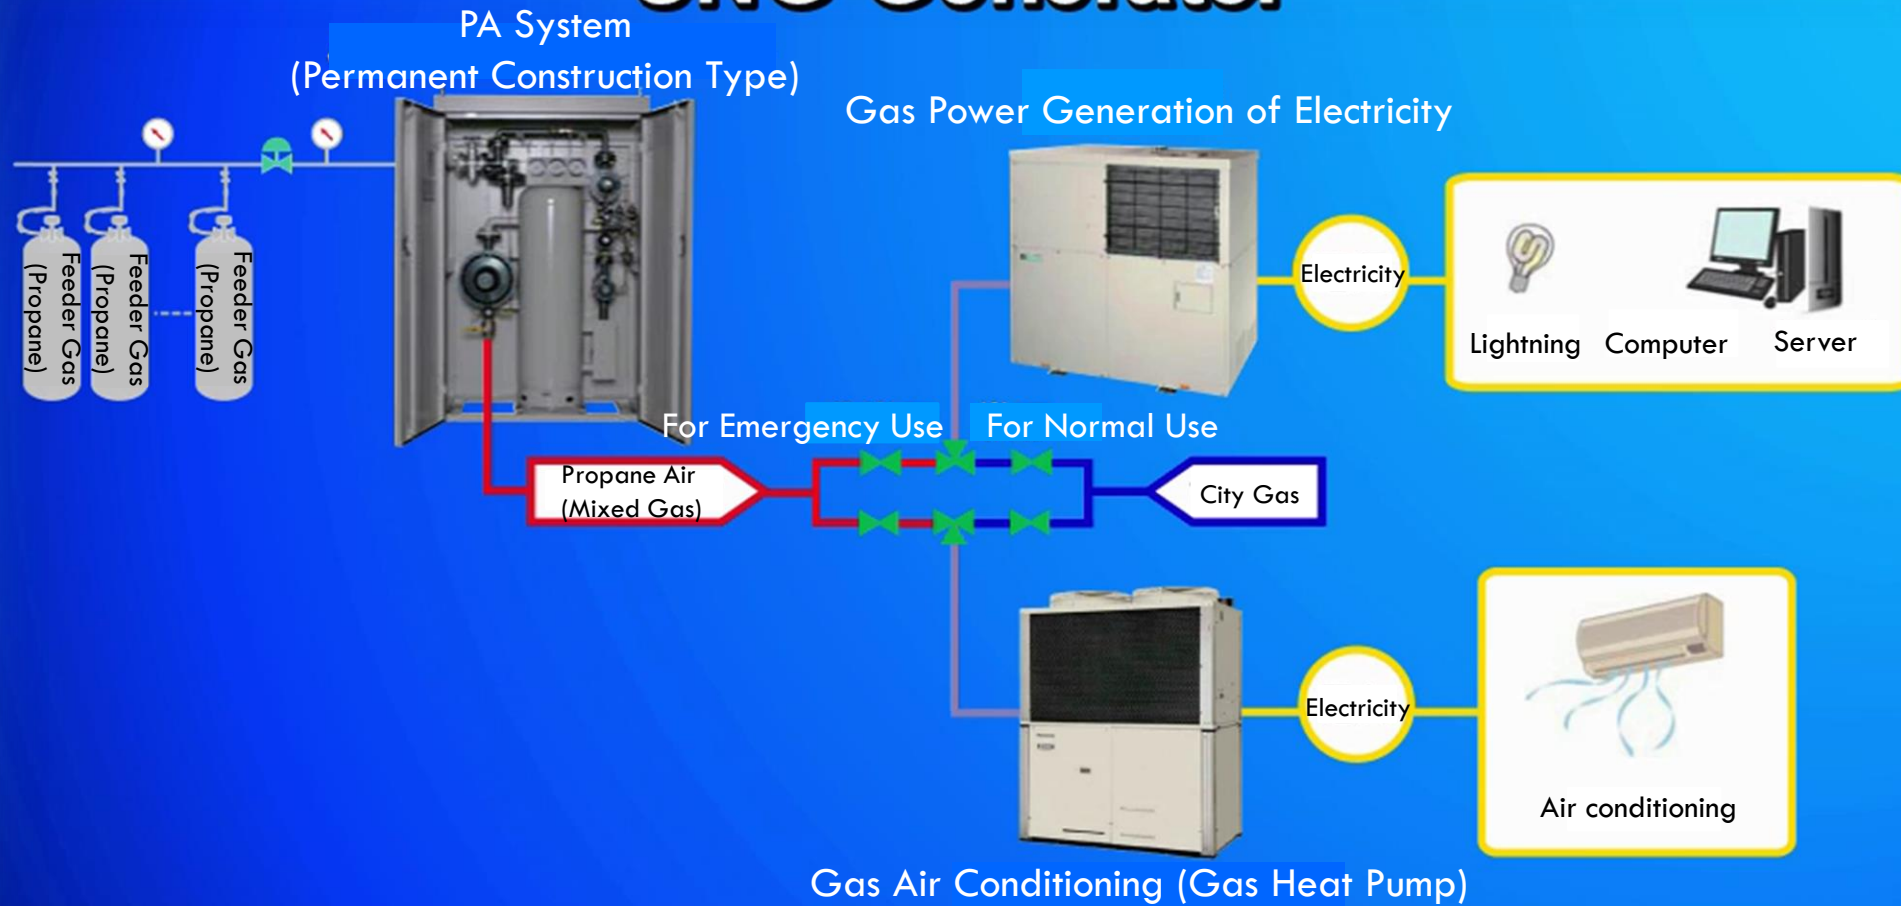 Generator
PA System
(Permanent Construction Type)
Gas Power Generation of Electricity
Feeder Gas
(Propane)
Feeder Gas
(Propane)
Feeder Gas
(Propane)
Electricity
Lightning Computer Server
For Emergency Use For Normal Use
Propane Air
(Mixed Gas)
City Gas
Electricity
Air conditioning
Gas Air Conditioning (Gas Heat Pump)